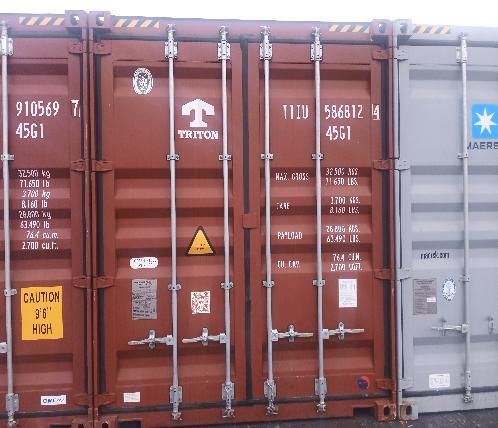 910569 7
45G1
32.500 kg
71.650 lb
3.700 kg
8.160 lb
28.800 kg
63.490 lb
76.4 cu.m.
2.700 cu.ft.
CAUTION
9'6"
HIGH
TRITON
TIIU 586812 4
45G1
MAX. GROSS 32.500 KGS.
71.650 LBS.
TARE 3.700 KGS.
8.160 LBS.
PAYLOAD 28.800 KGS.
63.490 LBS.
CU. CAP. 76.4 CU.M.
2.700 CU.FT.
MAERSK
maersk.com